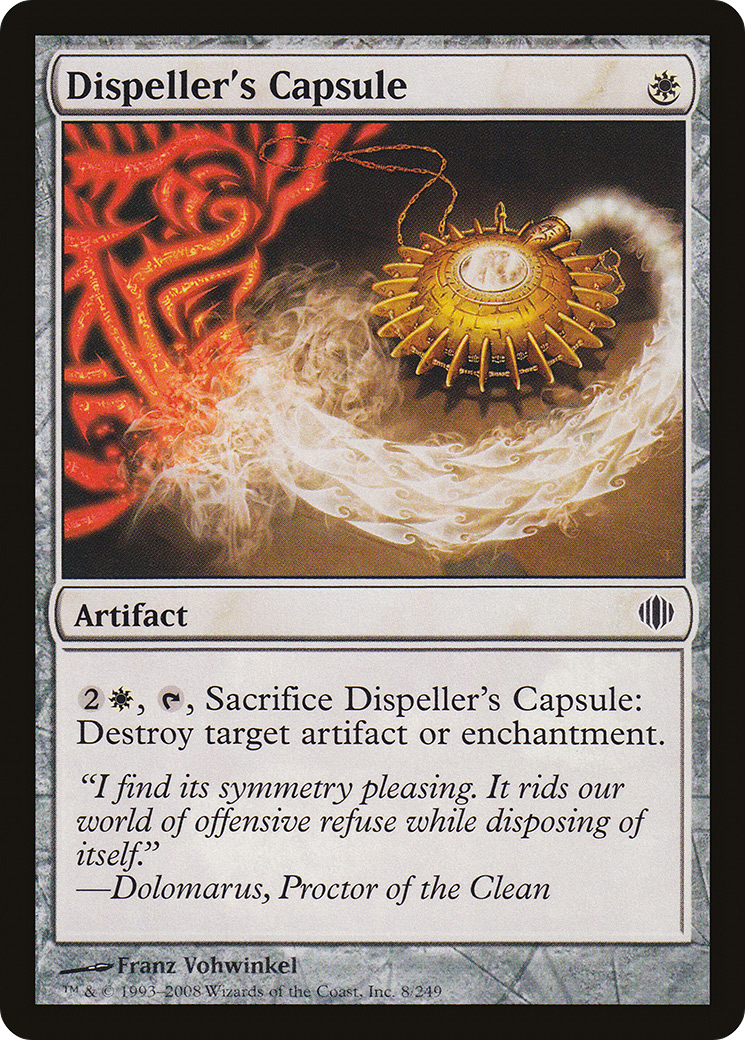 Dispeller's Capsule
Artifact
2, Sacrifice Dispeller's Capsule:
Destroy target artifact or enchantment.
“I find its symmetry pleasing. It rids our
world of offensive refuse while disposing of
itself.”
—Dolomarus, Proctor of the Clean
Franz Vohwinkel
™ & © 1993–2008 Wizards of the Coast, Inc. 8/249